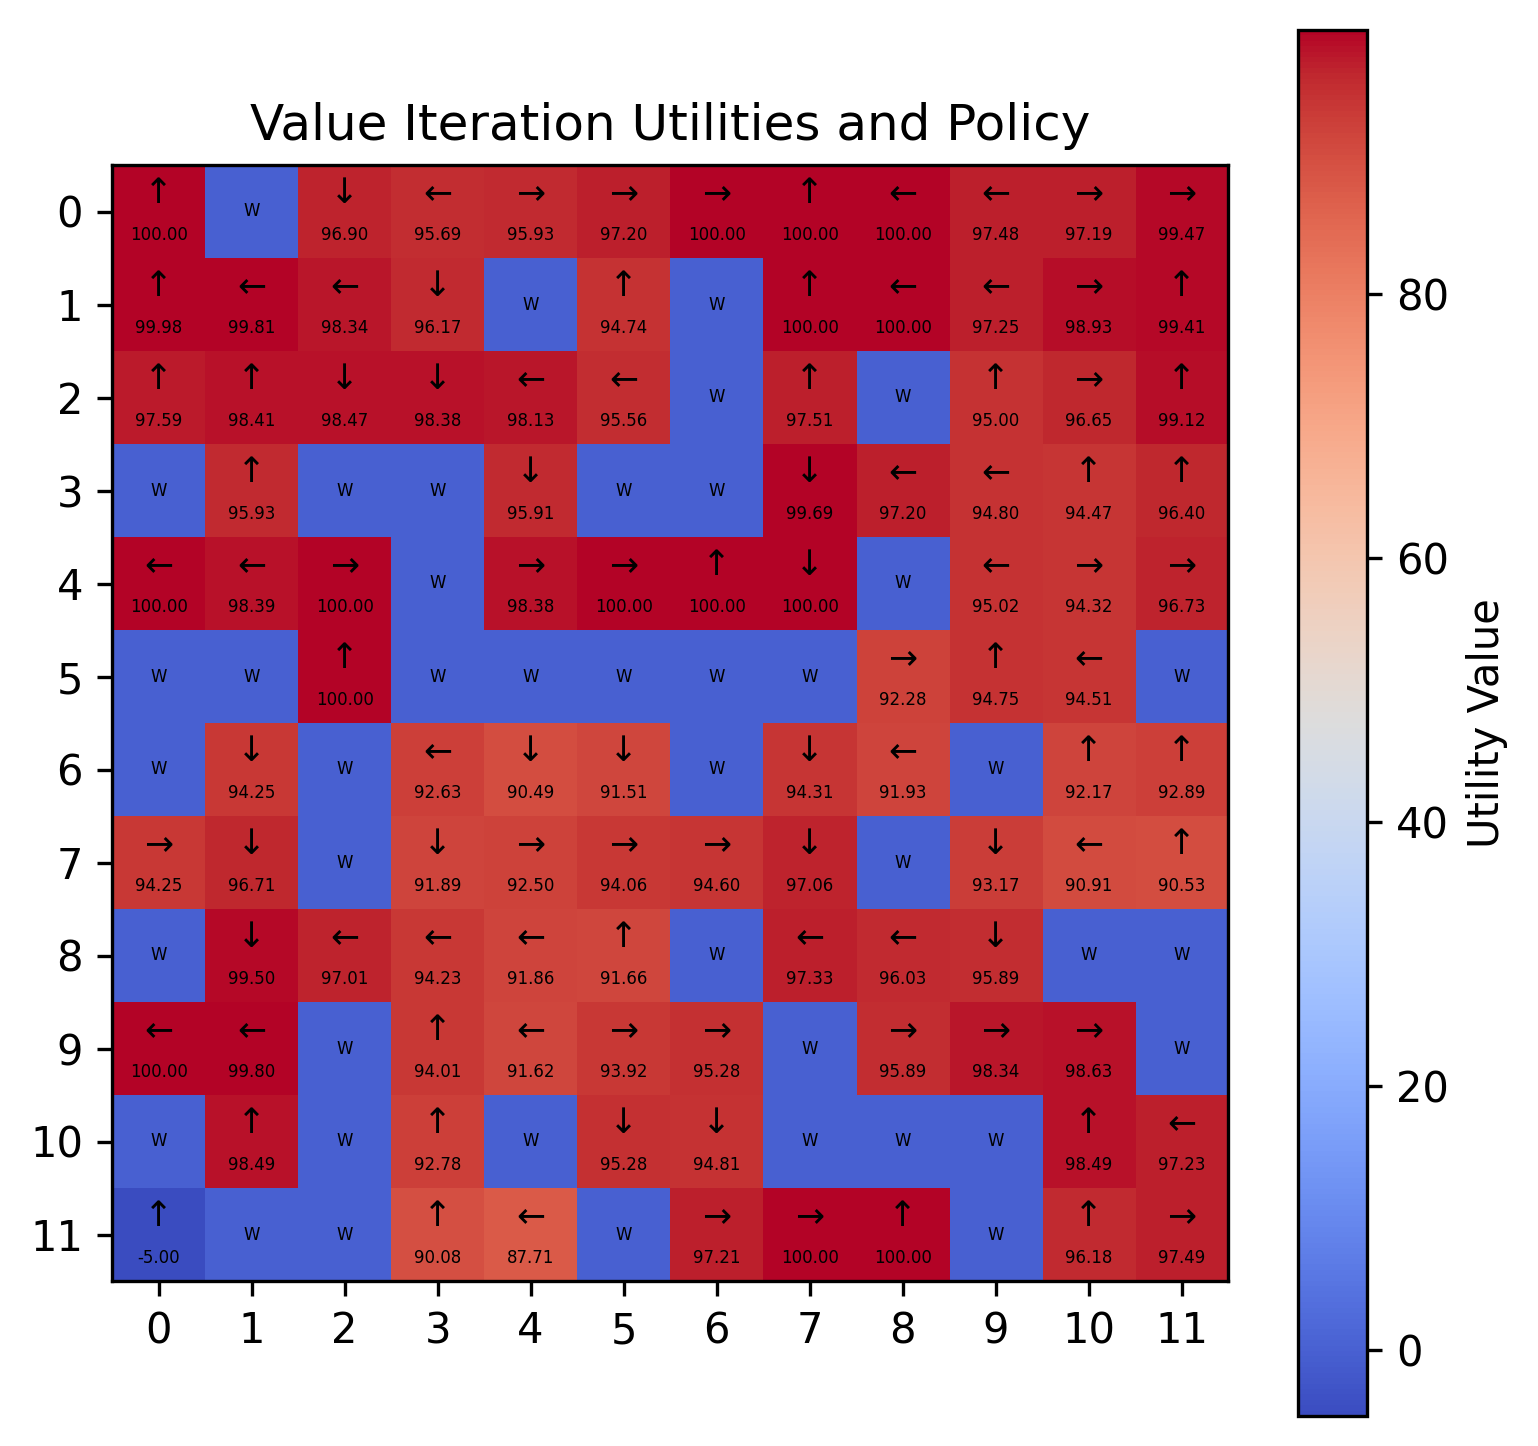 Value Iteration Utilities and Policy
0 ↑ W ↓ ← → → → ↑ ← ← → →
100.00 96.90 95.69 95.93 97.20 100.00 100.00 100.00 97.48 97.19 99.47
1 ↑ ← ← ↓ W ↑ W ↑ ← ← → ↑
99.98 99.81 98.34 96.17 94.74 100.00 100.00 97.25 98.93 99.41
2 ↑ ↑ ↓ ↓ ← ← W ↑ W ↑ → ↑
97.59 98.41 98.47 98.38 98.13 95.56 97.51 95.00 96.65 99.12
3 W ↑ W W ↓ W W ↓ ← ← ↑ ↑
95.93 95.91 99.69 97.20 94.80 94.47 96.40
4 ← ← → W → → ↑ ↓ W ← → →
100.00 98.39 100.00 98.38 100.00 100.00 100.00 95.02 94.32 96.73
5 W W ↑ W W W W W → ↑ ← W
100.00 92.28 94.75 94.51
6 W ↓ W ← ↓ ↓ W ↓ ← W ↑ ↑
94.25 92.63 90.49 91.51 94.31 91.93 92.17 92.89
7 → ↓ W ↓ → → → ↓ W ↓ ← ↑
94.25 96.71 91.89 92.50 94.06 94.60 97.06 93.17 90.91 90.53
8 W ↓ ← ← ← ↑ W ← ← ↓ W W
99.50 97.01 94.23 91.86 91.66 97.33 96.03 95.89
9 ← ← W ↑ ← → → W → → → W
100.00 99.80 94.01 91.62 93.92 95.28 95.89 98.34 98.63
10 W ↑ W ↑ W ↓ ↓ W W W ↑ ←
98.49 92.78 95.28 94.81 98.49 97.23
11 ↑ W W ↑ ← W → → ↑ W ↑ →
-5.00 90.08 87.71 97.21 100.00 100.00 96.18 97.49
0 1 2 3 4 5 6 7 8 9 10 11
80
60
40
20
0
Utility Value